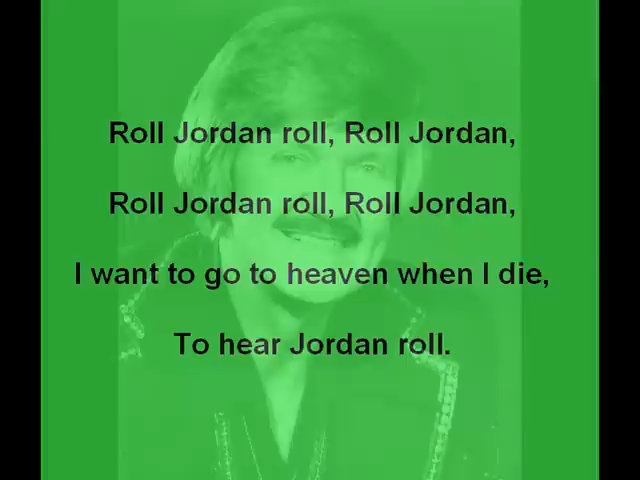 Roll Jordan roll, Roll Jordan,
Roll Jordan roll, Roll Jordan,
I want to go to heaven when I die,
To hear Jordan roll.